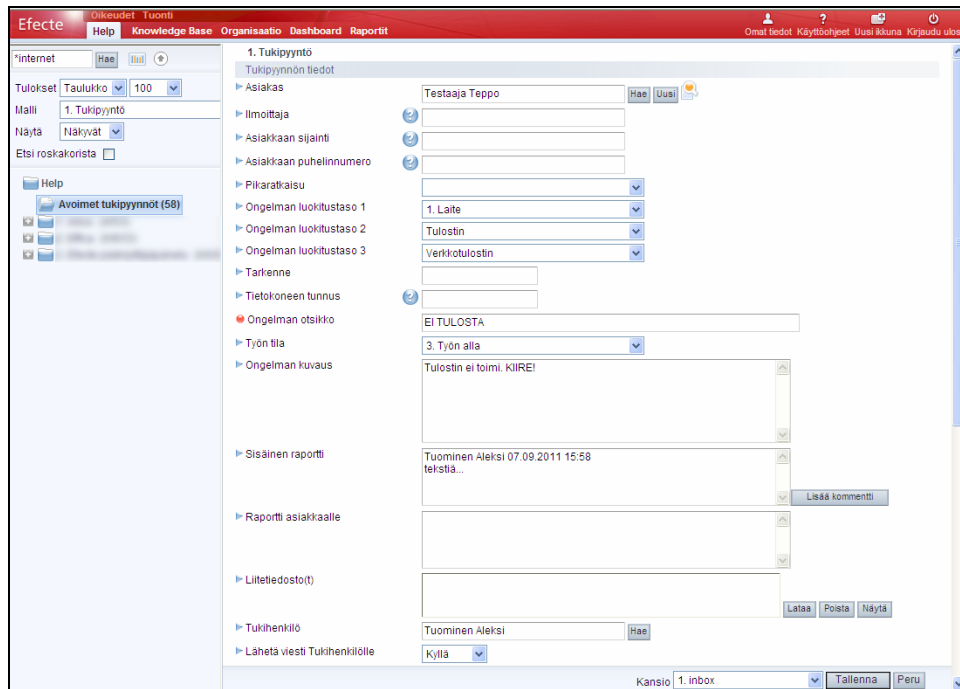 Efecte
Oikeudet Tuonti
Help Knowledge Base Organisaatio Dashboard Raportit
? Omat tiedot Käyttöohjeet Uusi ikkuna Kirjaudu ulos
*internet Hae
Tulokset Taulukko 100
Malli 1. Tukipyyntö
Näytä Näkyvät
Etsi roskakorista
Help
Avoimet tukipyynnöt (58)
1. Tukipyyntö
Tukipyynnön tiedot
Asiakas Testaaja Teppo Hae Uusi
Ilmoittaja ?
Asiakkaan sijainti ?
Asiakkaan puhelinnumero ?
Pikaratkaisu
Ongelman luokitustaso 1 1. Laite
Ongelman luokitustaso 2 Tulostin
Ongelman luokitustaso 3 Verkkotulostin
Tarkenne
Tietokoneen tunnus ?
Ongelman otsikko EI TULOSTA
Työn tila 3. Työn alla
Ongelman kuvaus Tulostin ei toimi. KIIRE!
Sisäinen raportti Tuominen Aleksi 07.09.2011 15:58
tekstiä...
Lisää kommentti
Raportti asiakkaalle
Liitetiedosto(t)
Lataa Poista Näytä
Tukihenkilö Tuominen Aleksi Hae
Lähetä viesti Tukihenkilölle Kyllä
Kansio 1. inbox Tallenna Peru